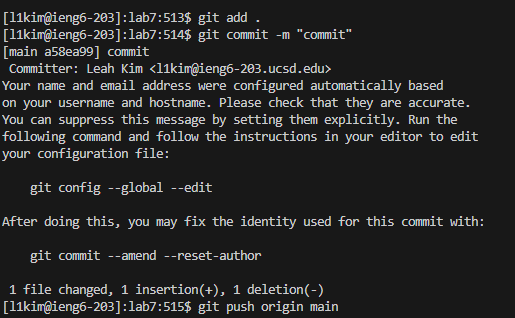 [l1kim@ieng6-203]:lab7:513$ git add .
[l1kim@ieng6-203]:lab7:514$ git commit -m "commit"
[main a58ea99] commit
 Committer: Leah Kim <l1kim@ieng6-203.ucsd.edu>
Your name and email address were configured automatically based
on your username and hostname. Please check that they are accurate.
You can suppress this message by setting them explicitly. Run the
following command and follow the instructions in your editor to edit
your configuration file:

    git config --global --edit

After doing this, you may fix the identity used for this commit with:

    git commit --amend --reset-author

 1 file changed, 1 insertion(+), 1 deletion(-)
[l1kim@ieng6-203]:lab7:515$ git push origin main